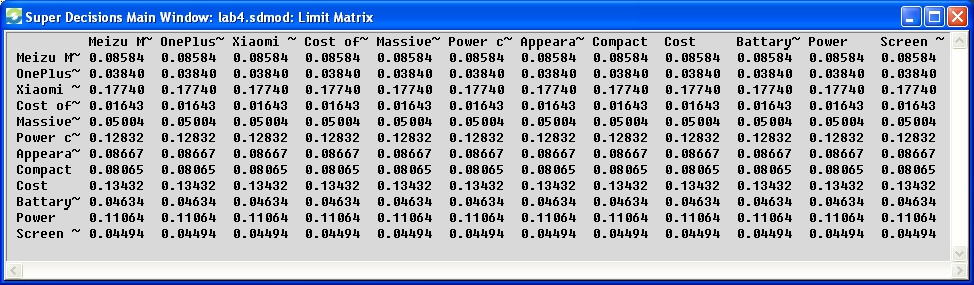 Super Decisions Main Window: lab4.sdmod: Limit Matrix
Meizu M~ OnePlus~ Xiaomi ~ Cost of~ Massive~ Power c~ Appeara~ Compact Cost Battary~ Power Screen ~
Meizu M~ 0.08584 0.08584 0.08584 0.08584 0.08584 0.08584 0.08584 0.08584 0.08584 0.08584 0.08584 0.08584
OnePlus~ 0.03840 0.03840 0.03840 0.03840 0.03840 0.03840 0.03840 0.03840 0.03840 0.03840 0.03840 0.03840
Xiaomi ~ 0.17740 0.17740 0.17740 0.17740 0.17740 0.17740 0.17740 0.17740 0.17740 0.17740 0.17740 0.17740
Cost of~ 0.01643 0.01643 0.01643 0.01643 0.01643 0.01643 0.01643 0.01643 0.01643 0.01643 0.01643 0.01643
Massive~ 0.05004 0.05004 0.05004 0.05004 0.05004 0.05004 0.05004 0.05004 0.05004 0.05004 0.05004 0.05004
Power c~ 0.12832 0.12832 0.12832 0.12832 0.12832 0.12832 0.12832 0.12832 0.12832 0.12832 0.12832 0.12832
Appeara~ 0.08667 0.08667 0.08667 0.08667 0.08667 0.08667 0.08667 0.08667 0.08667 0.08667 0.08667 0.08667
Compact 0.08065 0.08065 0.08065 0.08065 0.08065 0.08065 0.08065 0.08065 0.08065 0.08065 0.08065 0.08065
Cost 0.13432 0.13432 0.13432 0.13432 0.13432 0.13432 0.13432 0.13432 0.13432 0.13432 0.13432 0.13432
Battary~ 0.04634 0.04634 0.04634 0.04634 0.04634 0.04634 0.04634 0.04634 0.04634 0.04634 0.04634 0.04634
Power 0.11064 0.11064 0.11064 0.11064 0.11064 0.11064 0.11064 0.11064 0.11064 0.11064 0.11064 0.11064
Screen ~ 0.04494 0.04494 0.04494 0.04494 0.04494 0.04494 0.04494 0.04494 0.04494 0.04494 0.04494 0.04494